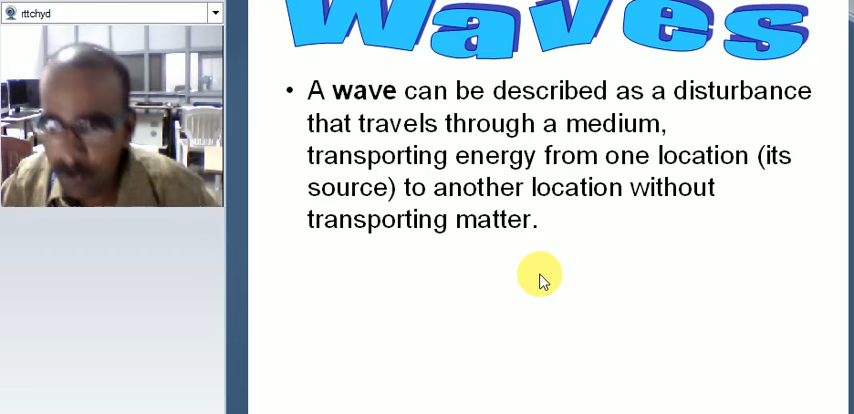 rttchyd
Waves
• A wave can be described as a disturbance
that travels through a medium,
transporting energy from one location (its
source) to another location without
transporting matter.